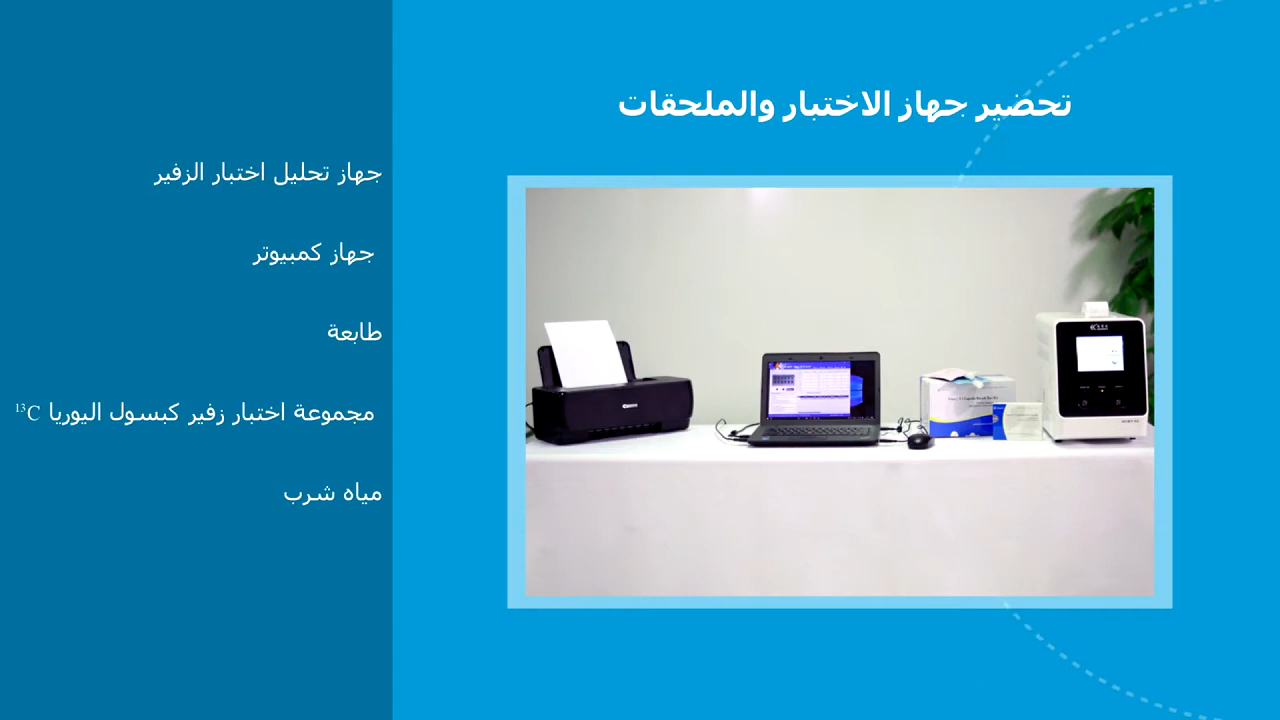 تحضير جهاز الاختبار والملحقات
جهاز تحليل اختبار الزفير
جهاز كمبيوتر
طابعة
مجموعة اختبار زفير كبسول اليوريا ¹³C
مياه شرب